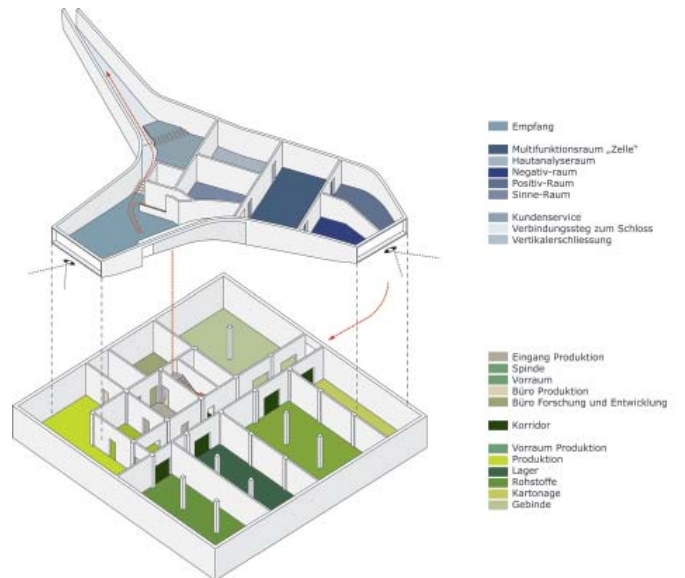 Empfang
Multifunktionsraum „Zelle"
Hautanalyseraum
Negativ-raum
Positiv-Raum
Sinne-Raum
Kundenservice
Verbindungssteg zum Schloss
Vertikalerschliessung
Eingang Produktion
Spinde
Vorraum
Büro Produktion
Büro Forschung und Entwicklung
Korridor
Vorraum Produktion
Produktion
Lager
Rohstoffe
Kartonage
Gebinde